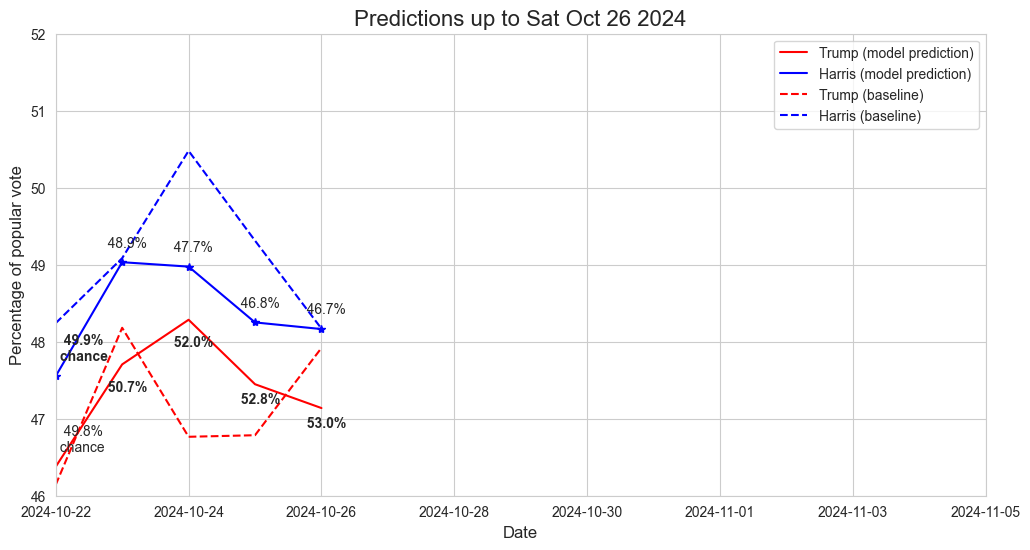 Predictions up to Sat Oct 26 2024
Trump (model prediction)
Harris (model prediction)
Trump (baseline)
Harris (baseline)
Percentage of popular vote
52
51
50
49
48
47
46
48.9%
47.7%
46.8%
46.7%
49.9%
chance
50.7%
52.0%
52.8%
53.0%
49.8%
chance
2024-10-22
2024-10-24
2024-10-26
2024-10-28
2024-10-30
2024-11-01
2024-11-03
2024-11-05
Date